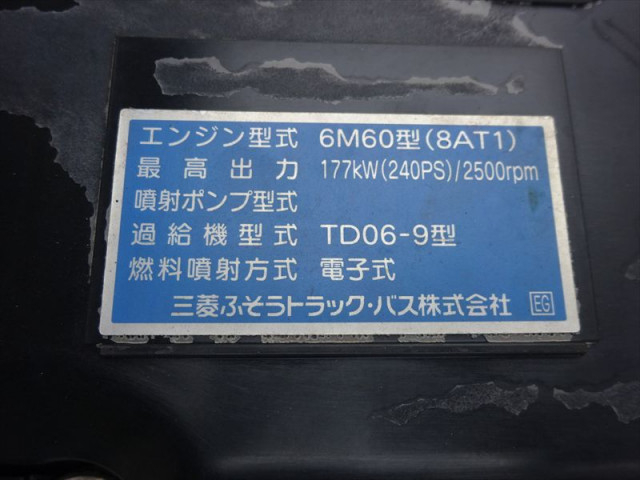 エンジン型式 6M60型(8AT1)
最高出力 177kW(240PS)/2500rpm
噴射ポンプ型式
過給機型式 TD06-9型
燃料噴射方式 電子式
三菱ふそうトラック・バス株式会社 EG